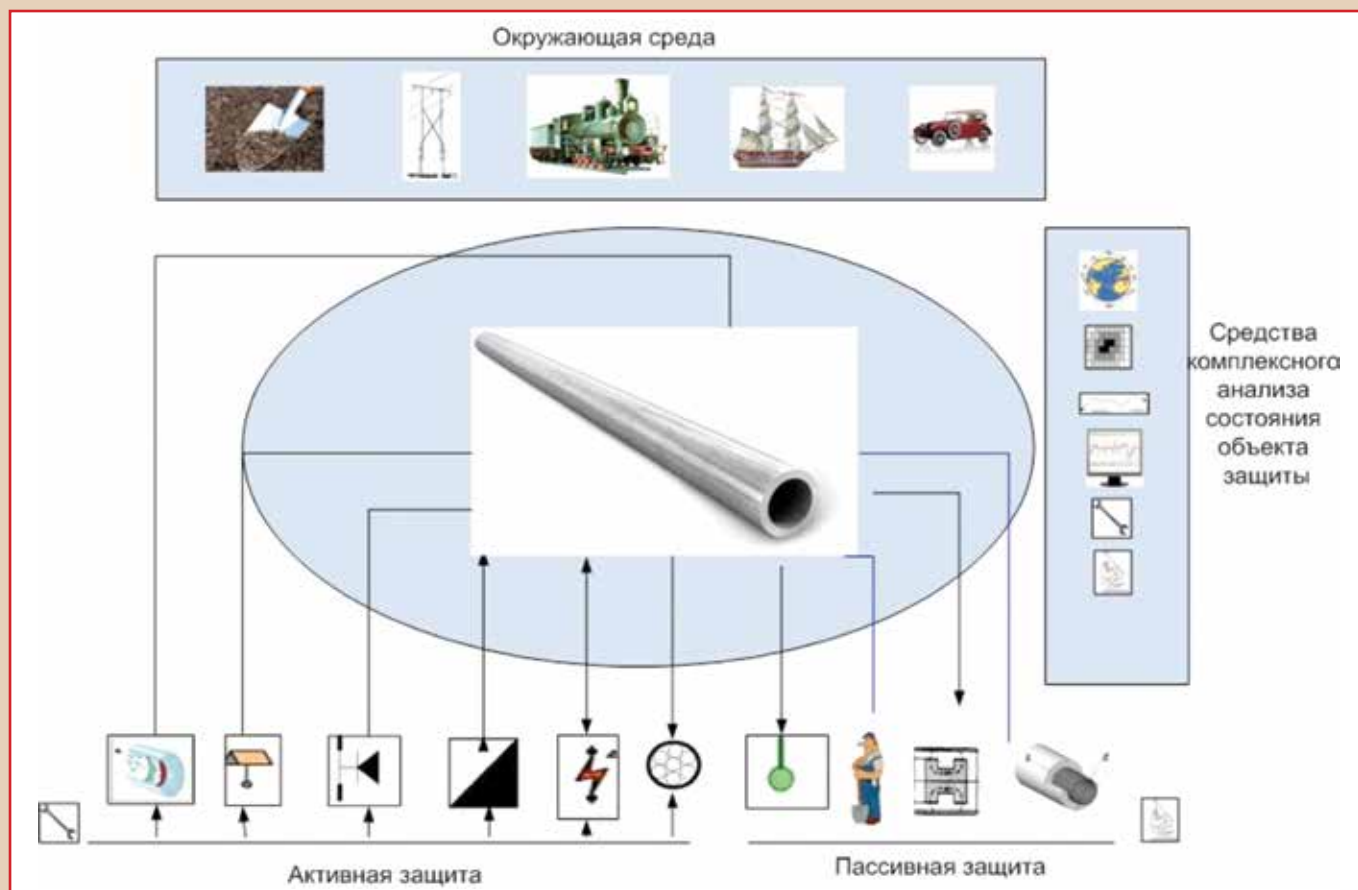 Окружающая среда
Средства
комплексного
анализа
состояния
объекта
защиты
Активная защита
Пассивная защита